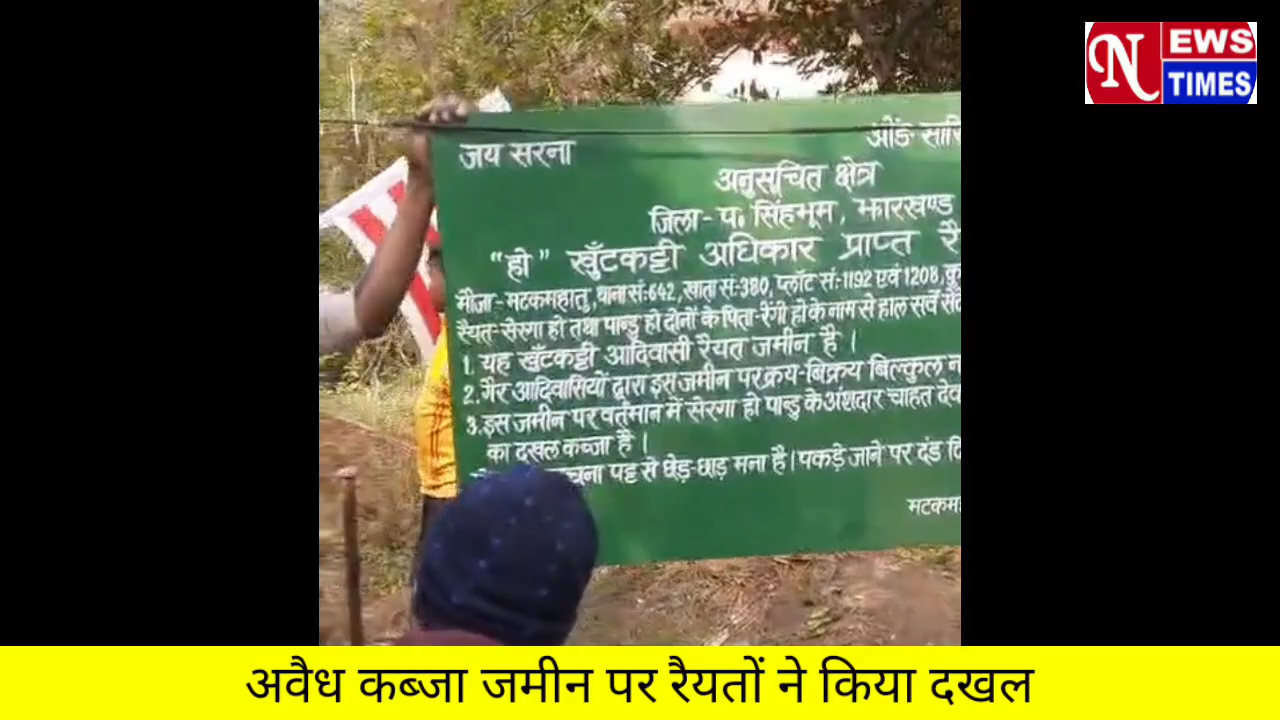 NEWS
TIMES
जय सरना
ओंङ
अनुसूचित क्षेत्र
जिला - प॰ सिंहभूम, झारखण्ड
"हो" खुँटकट्टी अधिकार प्राप्त
मौजा - मटकमहातु, थाना सं:-642, खाता सं:-380, प्लॉट सं:-1192 एवं 1208,
रैयत - सेरगा हो तथा पान्डु हो दोनों के पिता - रेंगो हो के नाम से हाल सर्वे
1. यह खुँटकट्टी आदिवासी रैयत जमीन है ।
2. गैर आदिवासियों द्वारा इस जमीन पर क्रय-बिक्रय बिल्कुल
3. इस जमीन पर वर्तमान में सेरगा हो पान्डु के अंशदार चाहत
का दखल कब्जा है ।
पट्ट से छेड़-छाड़ मना है । पकड़े जाने पर दंड
अवैध कब्जा जमीन पर रैयतों ने किया दखल